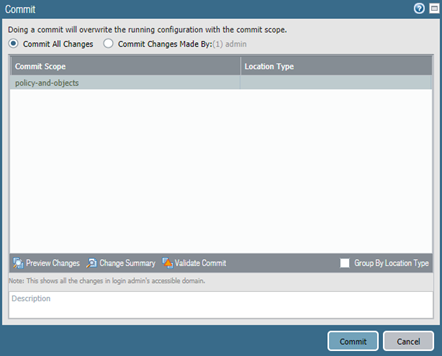 Commit
Doing a commit will overwrite the running configuration with the commit scope.
Commit All Changes Commit Changes Made By:(1) admin
Commit Scope Location Type
policy-and-objects
Preview Changes Change Summary Validate Commit Group By Location Type
Note: This shows all the changes in login admin's accessible domain.
Description
Commit Cancel